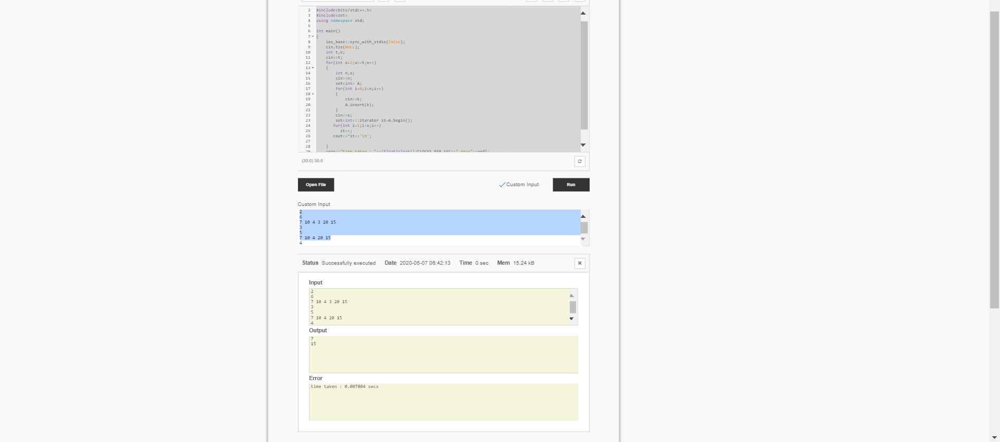 2 #include<bits/stdc++.h>
3 #include<set>
4 using namespace std;
5
6 int main()
7 {
8 ios_base::sync_with_stdio(false);
9 cin.tie(NULL);
10 int t,k;
11 cin>>t;
12 for(int x=1;x<=t;x++)
13 {
14 int n,s;
15 cin>>n;
16 set<int> A;
17 for(int i=0;i<n;i++)
18 {
19 cin>>k;
20 A.insert(k);
21 }
22 cin>>s;
23 set<int>::iterator it=A.begin();
24 for(int i=1;i<s;i++)
25 it++;
26 cout<<*it<<'\n';
27
28 }
29 cerr<<"time taken : "<<(float)clock()/CLOCKS_PER_SEC<<" secs"<<endl;
(30:0) 30:0
Open File
Custom Input
Run
Custom Input
2
6
7 10 4 3 20 15
3
5
7 10 4 20 15
4
Status Successfully executed Date 2020-05-07 06:42:13 Time 0 sec Mem 15.24 kB
Input
2
6
7 10 4 3 20 15
3
5
7 10 4 20 15
4
Output
7
15
Error
time taken : 0.007804 secs